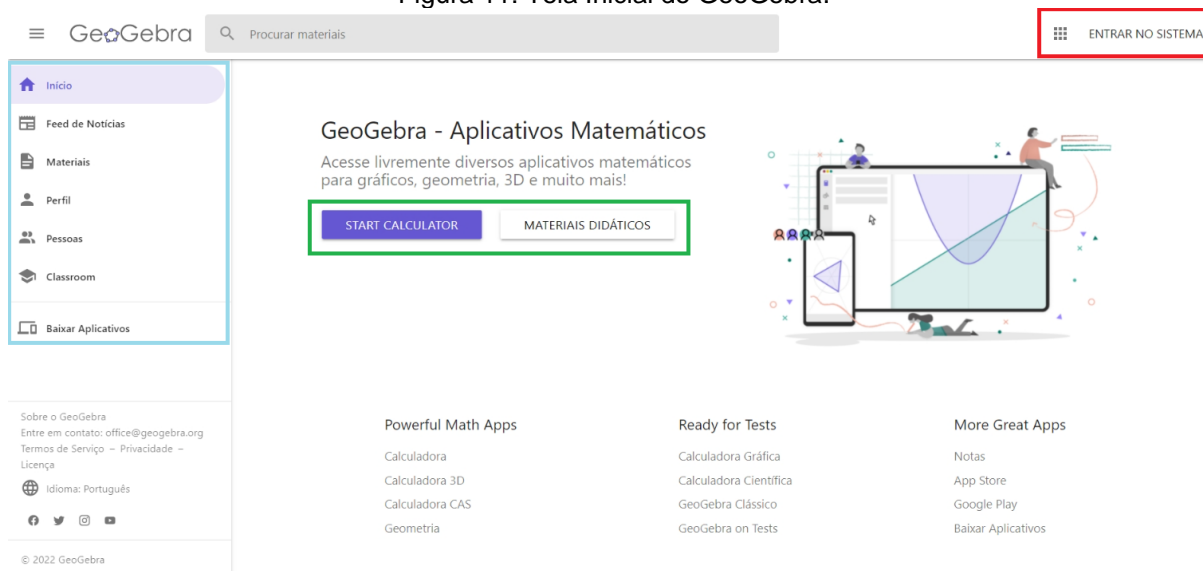 Figura 11: Tela Inicial do GeoGebra.
GeoGebra
Procurar materiais
ENTRAR NO SISTEMA
Início
Feed de Notícias
Materiais
Perfil
Pessoas
Classroom
Baixar Aplicativos
Sobre o GeoGebra
Entre em contato: office@geogebra.org
Termos de Serviço – Privacidade –
Licença
Idioma: Português
© 2022 GeoGebra
GeoGebra - Aplicativos Matemáticos
Acesse livremente diversos aplicativos matemáticos
para gráficos, geometria, 3D e muito mais!
START CALCULATOR
MATERIAIS DIDÁTICOS
Powerful Math Apps
Calculadora
Calculadora 3D
Calculadora CAS
Geometria
Ready for Tests
Calculadora Gráfica
Calculadora Científica
GeoGebra Clássico
GeoGebra on Tests
More Great Apps
Notas
App Store
Google Play
Baixar Aplicativos